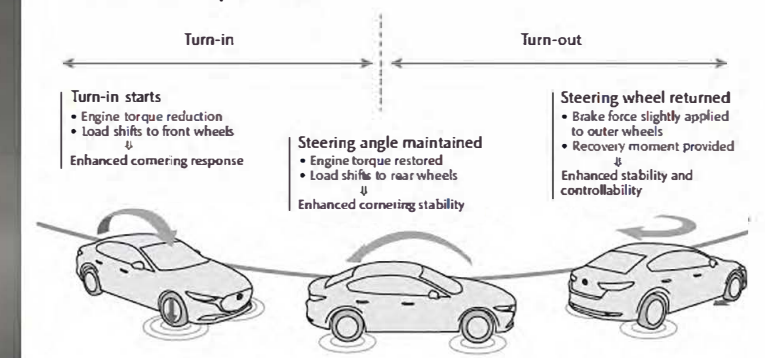 Turn-in
Turn-out
Turn-in starts
• Engine torque reduction
• Load shifts to front wheels
⇓
Enhanced cornering response
Steering angle maintained
• Engine torque restored
• Load shifts to rear wheels
⇓
Enhanced cornering stability
Steering wheel returned
• Brake force slightly applied
to outer wheels
• Recovery moment provided
⇓
Enhanced stability and
controllability